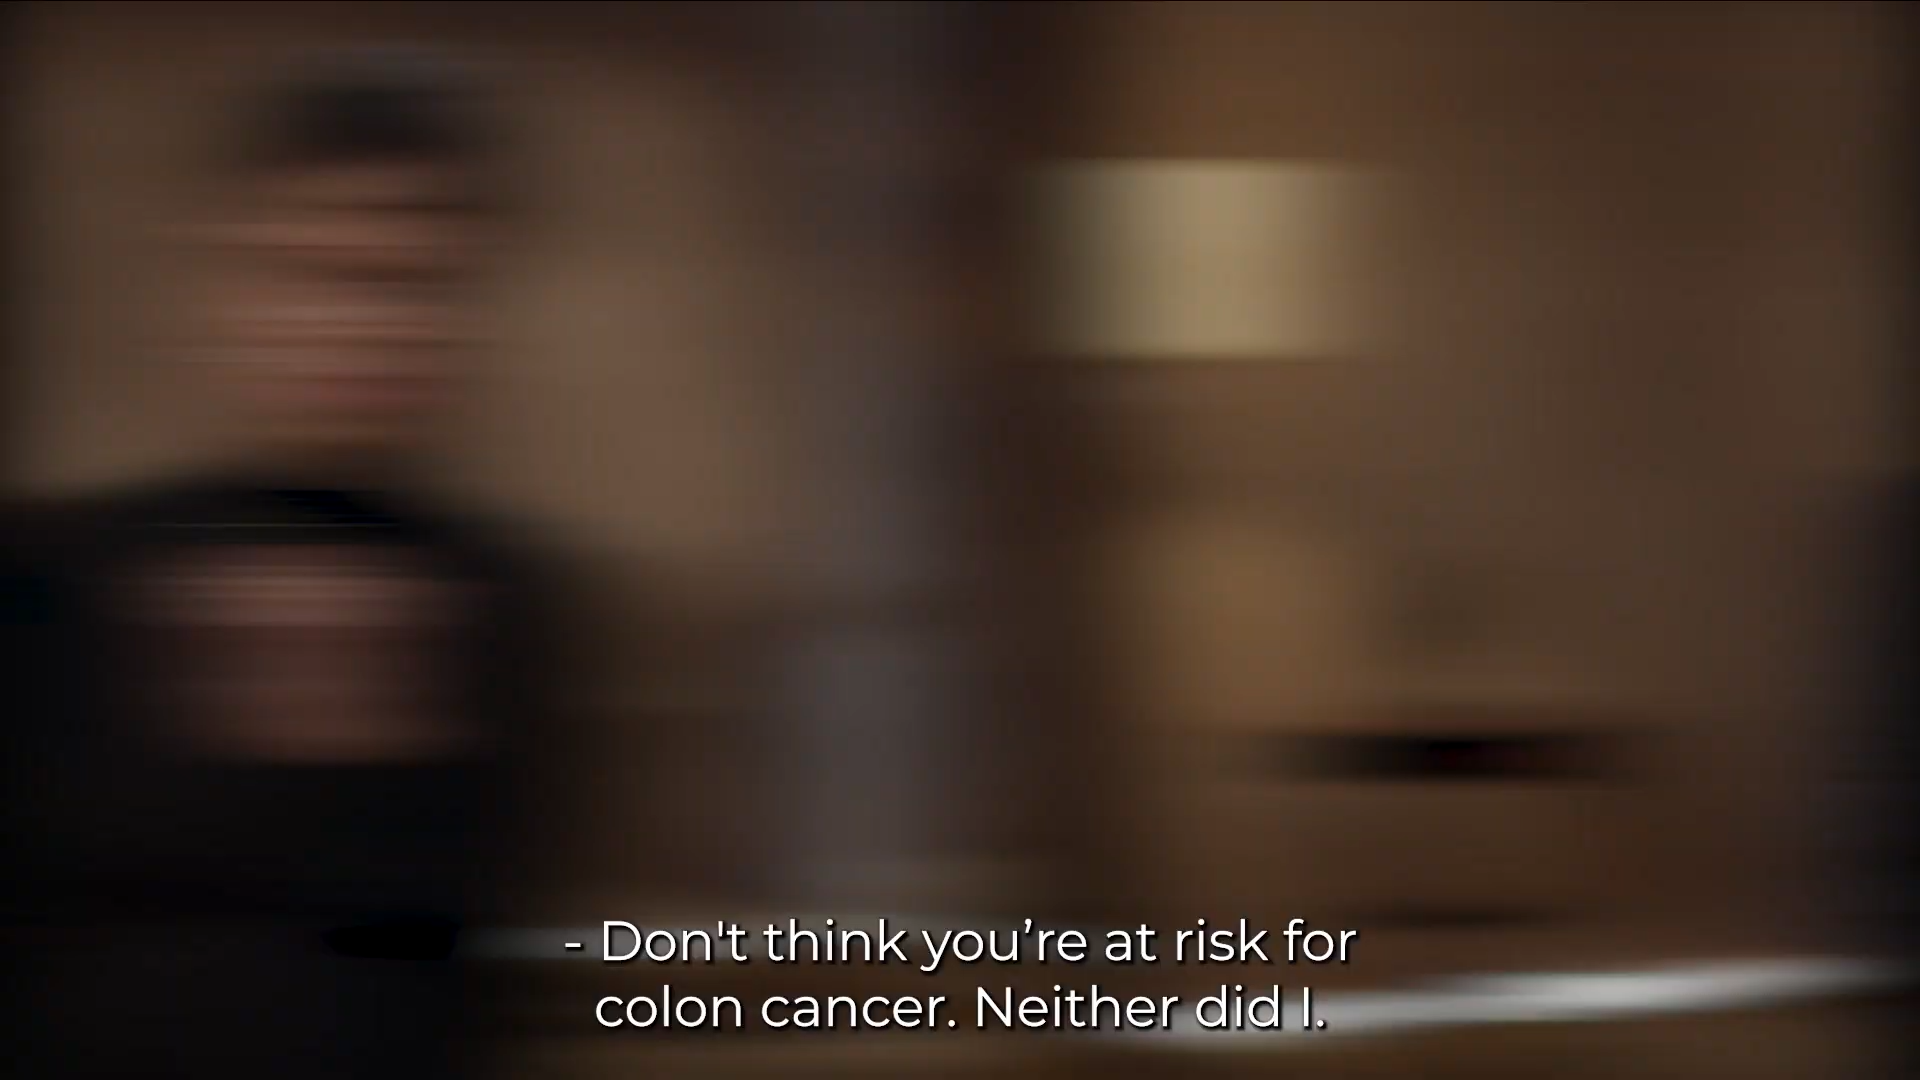 - Don't think you’re at risk for
colon cancer. Neither did I.